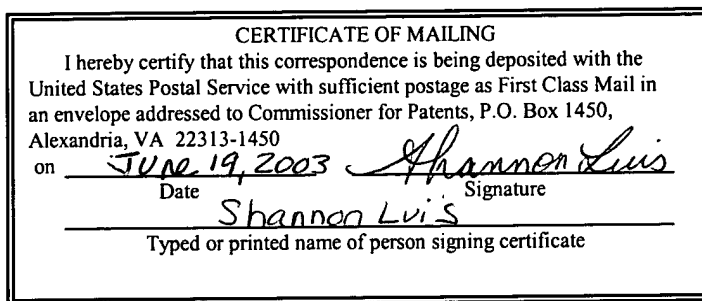 CERTIFICATE OF MAILING
I hereby certify that this correspondence is being deposited with the
United States Postal Service with sufficient postage as First Class Mail in
an envelope addressed to Commissioner for Patents, P.O. Box 1450,
Alexandria, VA 22313-1450
on June 19, 2003 Shannon Luis
Date Signature
Shannon Luis
Typed or printed name of person signing certificate